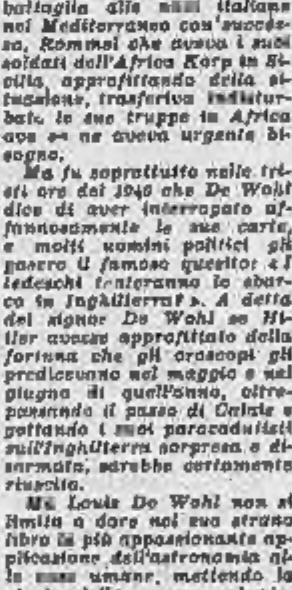 battaglia alle navi italiane
nel Mediterraneo con succes-
so, Rommel che aveva i suoi
soldati dell'Africa Korp in Si-
cilia, approfittando della si-
tuazione, trasferiva indistur-
bato le sue truppe in Africa
ove se ne aveva urgente bi-
sogno.
Ma fu soprattutto nelle tri-
sti ore del 1940 che De Wohl
dice di aver interrogato af-
fannosamente le sue carte,
e molti uomini politici gli
posero il famoso quesito: « I
tedeschi tenteranno lo sbar-
co in Inghilterra? ». A detta
del signor De Wohl se Hi-
tler avesse approfittato della
fortuna che gli oroscopi gli
predicevano nel maggio e nel
giugno di quell'anno, oltre-
passando il passo di Calais e
gettando i suoi paracadutisti
sull'Inghilterra sorpresa e di-
sarmata, sarebbe certamente
riuscito.
Ma Louis De Wohl non si
limita a dare nel suo strano
libro la più appassionante ap-
plicazione dell'astronomia al-
le umane, mettendo la